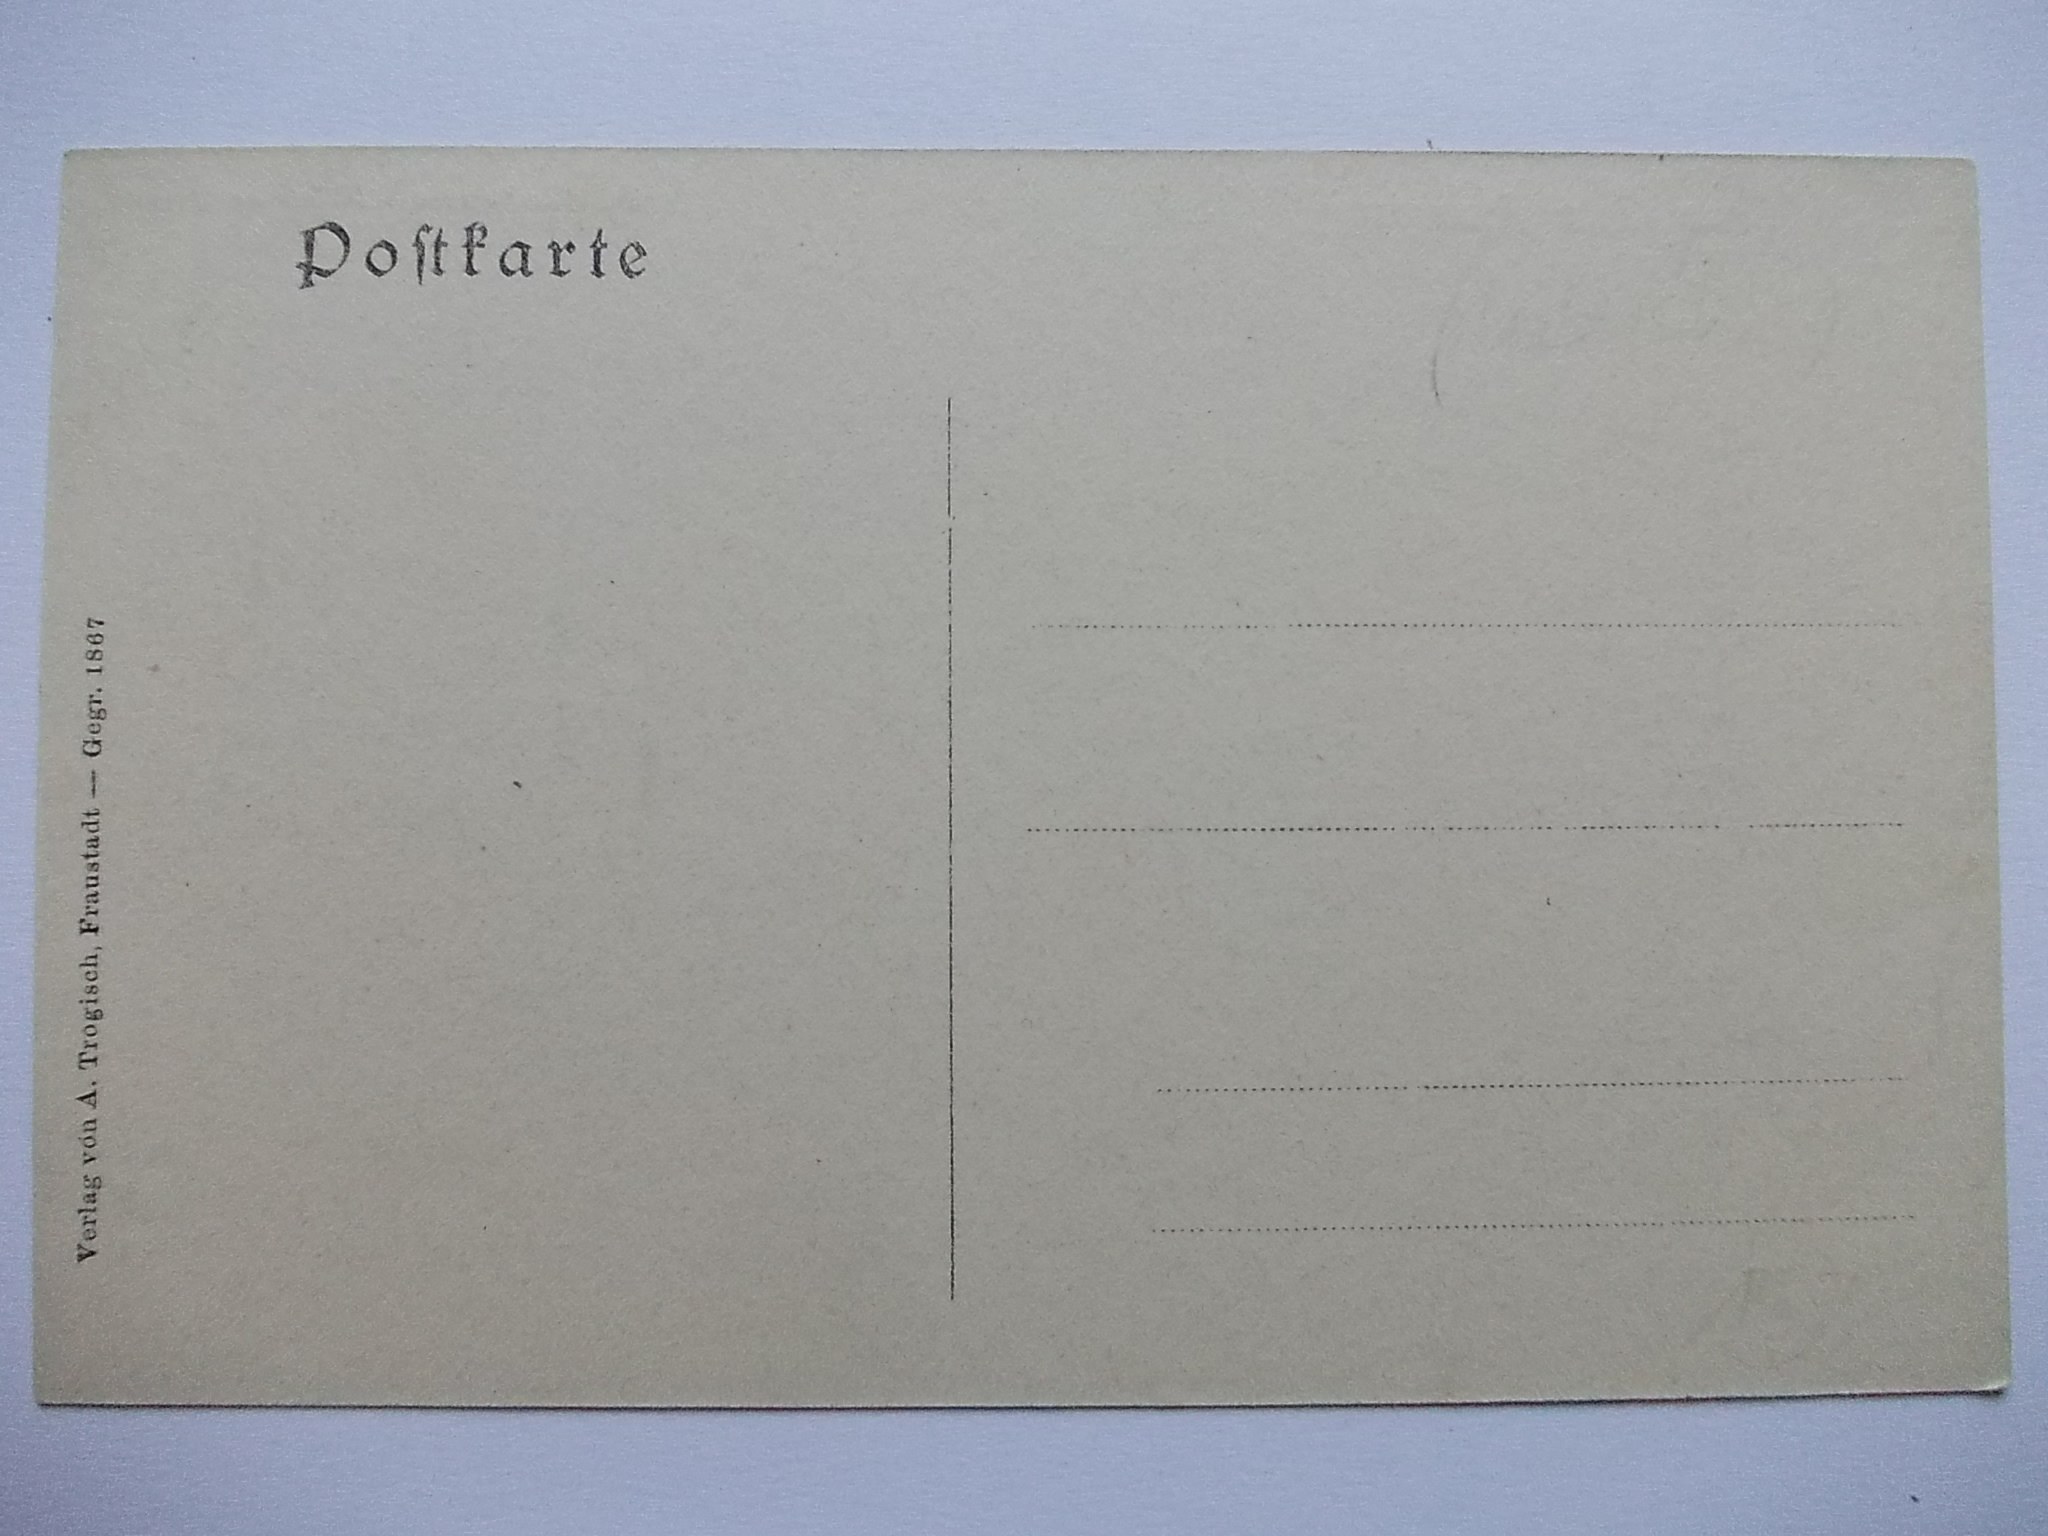 Poſtkarte
Verlag von A. Trogisch, Fraustadt — Gegr. 1867